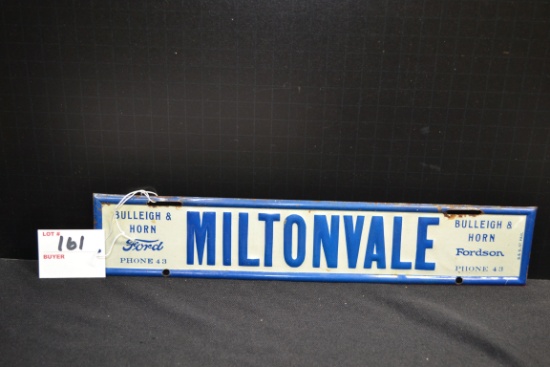 LOT #
161
BUYER
BULLEIGH &
HORN
Ford
PHONE 43
MILTONVALE
BULLEIGH &
HORN
Fordson
PHONE 43